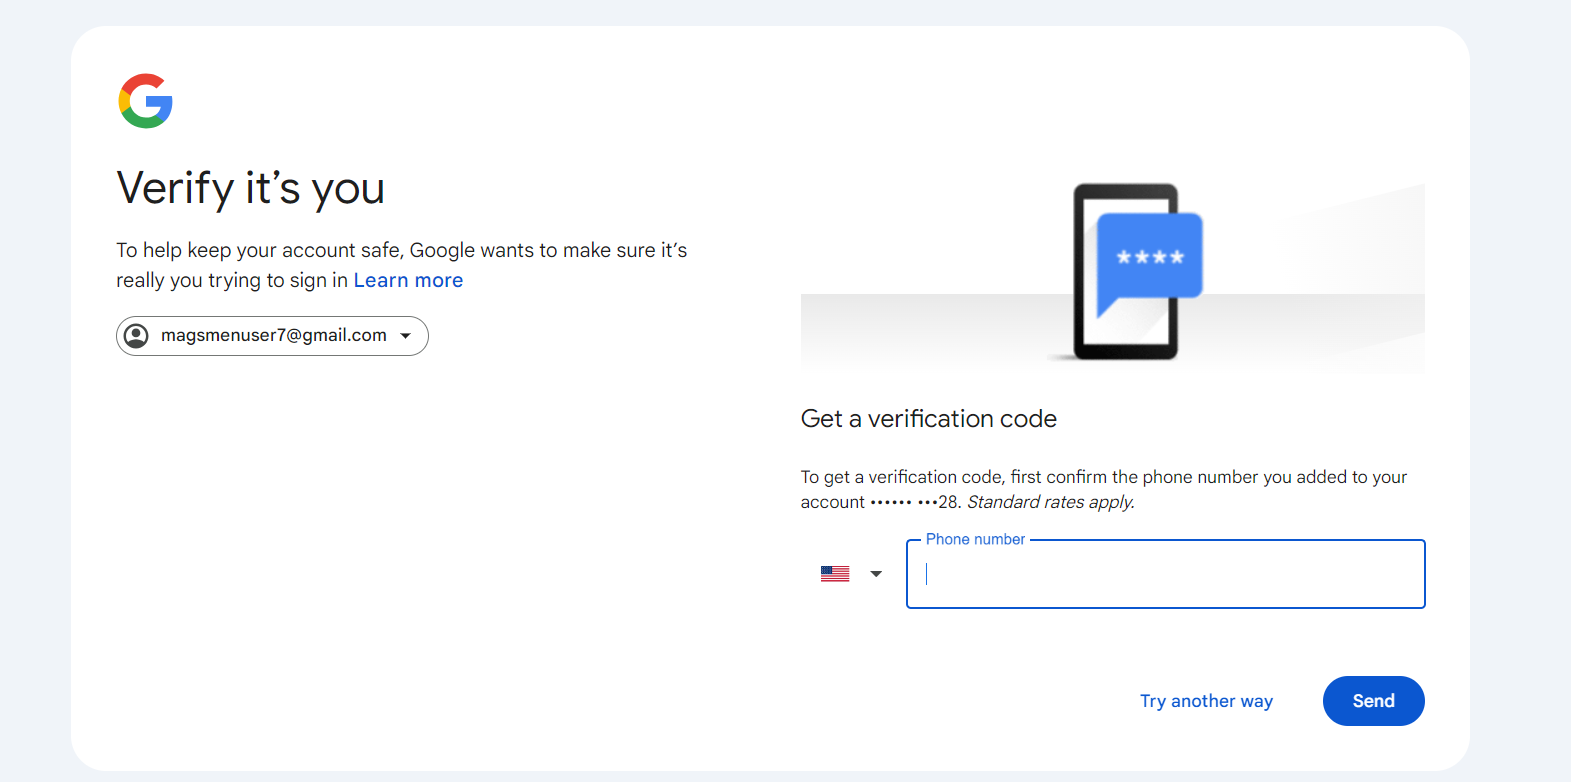 Verify it’s you
To help keep your account safe, Google wants to make sure it’s
really you trying to sign in Learn more
magsmenuser7@gmail.com
****
Get a verification code
To get a verification code, first confirm the phone number you added to your
account •••••• •••28. Standard rates apply.
Phone number
Try another way
Send